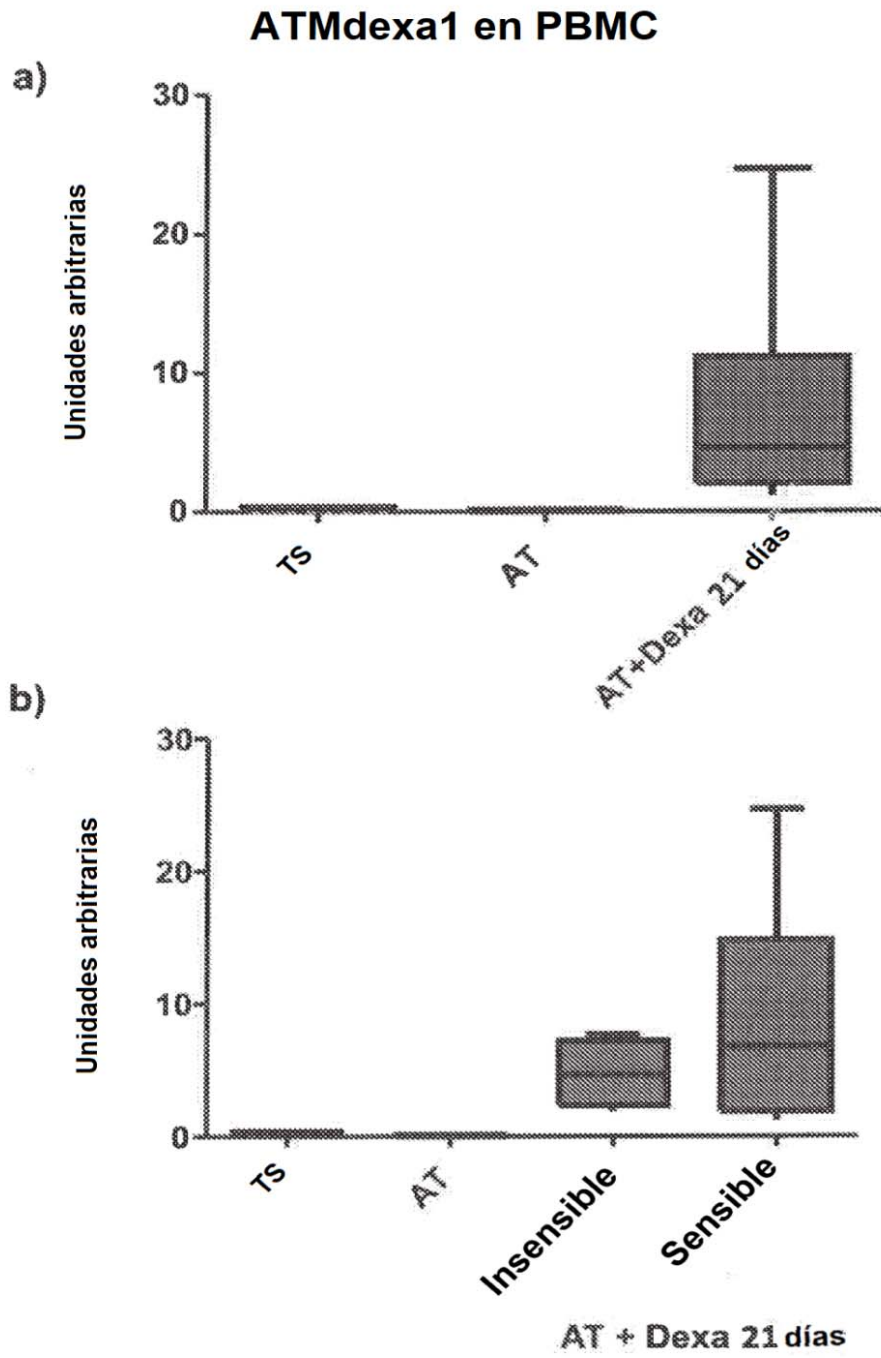 ATMdexa1 en PBMC
a)
Unidades arbitrarias
30
20
10
0
TS
AT
AT+Dexa 21 días
b)
Unidades arbitrarias
30
20
10
0
TS
AT
Insensible
Sensible
AT + Dexa 21 días